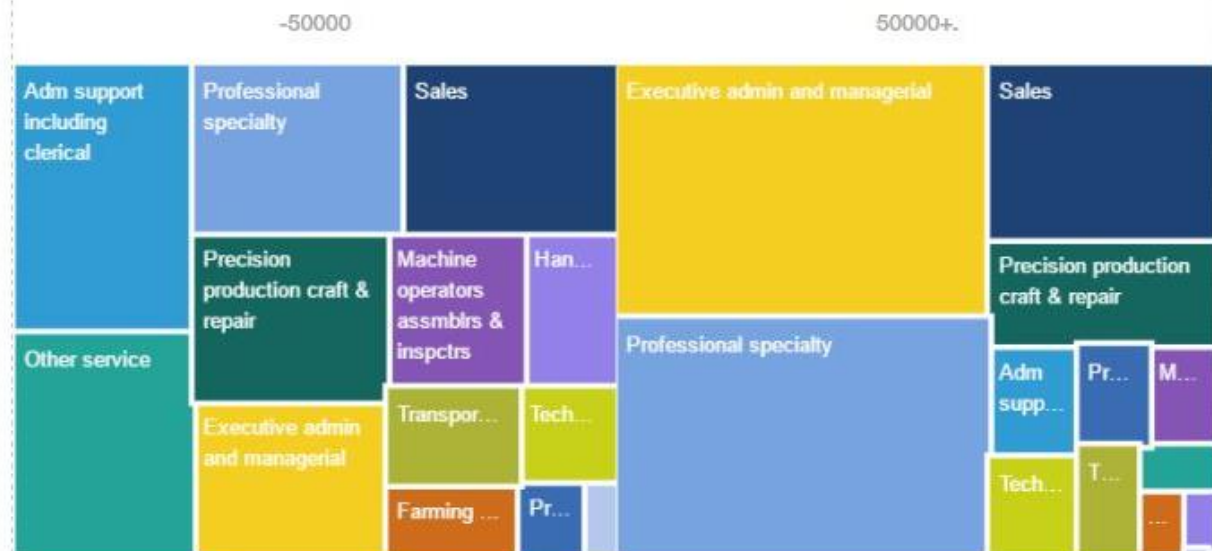 -50000
50000+.
Adm support
including
clerical
Professional
specialty
Sales
Executive admin and managerial
Sales
Precision
production craft &
repair
Machine
operators
assmblrs &
inspctrs
Han...
Precision production
craft & repair
Other service
Professional specialty
Adm
supp...
Pr...
M...
Executive admin
and managerial
Transpor...
Tech...
Tech...
T...
Farming ...
Pr...
...